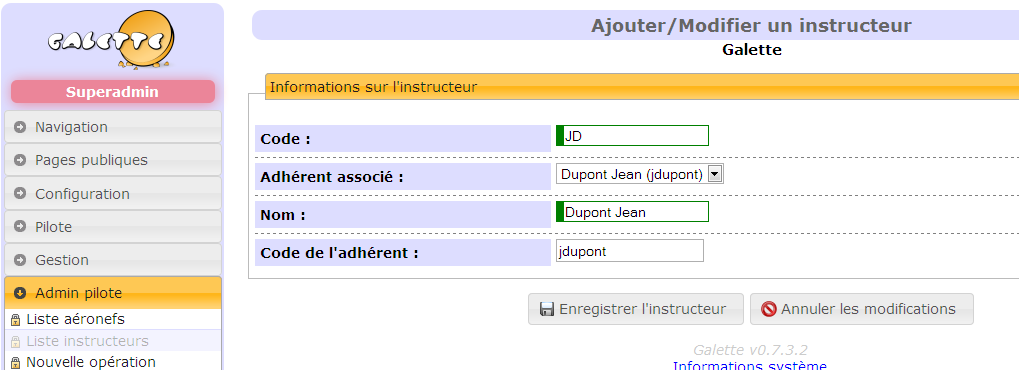 GALETTE
Superadmin
Navigation
Pages publiques
Configuration
Pilote
Gestion
Admin pilote
Liste aéronefs
Liste instructeurs
Nouvelle opération
Ajouter/Modifier un instructeur
Galette
Informations sur l'instructeur
Code : JD
Adhérent associé : Dupont Jean (jdupont)
Nom : Dupont Jean
Code de l'adhérent : jdupont
Enregistrer l'instructeur Annuler les modifications
Galette v0.7.3.2
Informations système